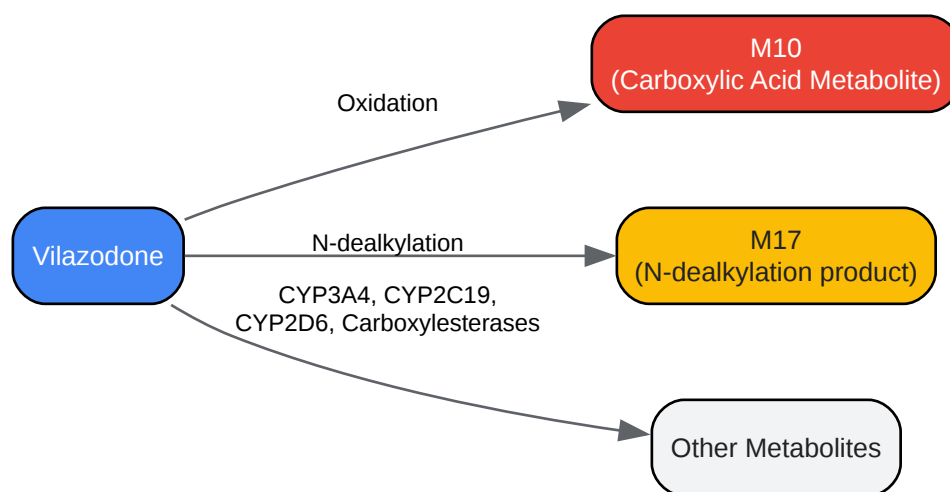 M10
(Carboxylic Acid Metabolite)
Oxidation
Vilazodone
N-dealkylation
M17
(N-dealkylation product)
CYP3A4, CYP2C19,
CYP2D6, Carboxylesterases
Other Metabolites